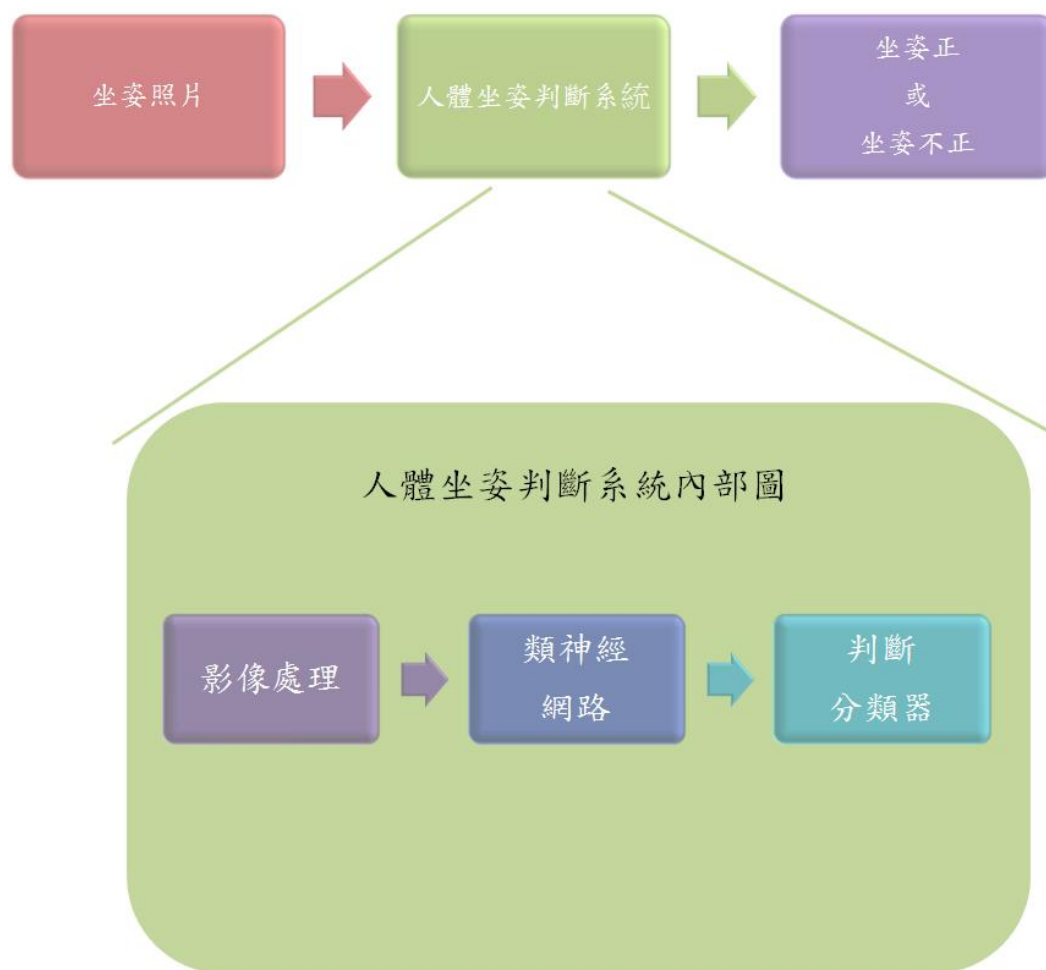 坐姿照片
人體坐姿判斷系統
坐姿正
或
坐姿不正
人體坐姿判斷系統內部圖
影像處理
類神經
網路
判斷
分類器